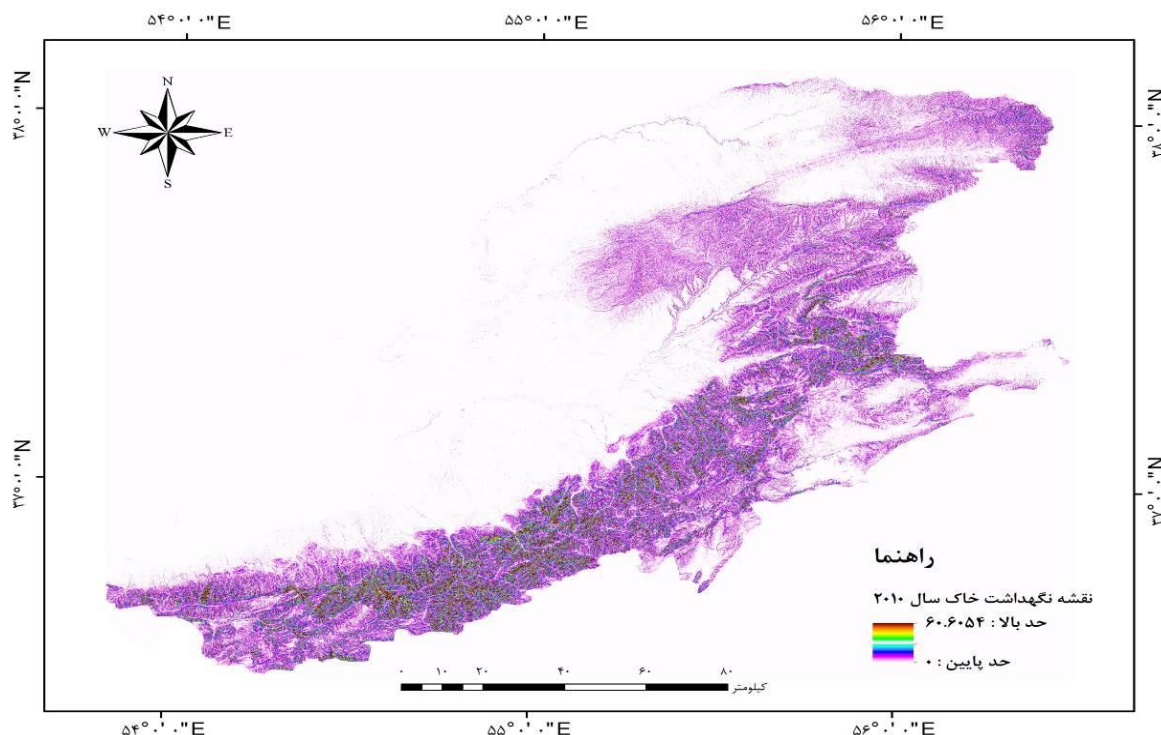 ۵۴°۰'۰"E
۵۵°۰'۰"E
۵۶°۰'۰"E
۳۸°۰'۰"N
۳۸°۰'۰"N
N
W
E
S
۳۷°۰'۰"N
۳۷°۰'۰"N
راهنما
نقشه نگهداشت خاک سال ۲۰۱۰
حد بالا : ۶۰.۶۰۵۴
حد پایین : ۰
۰ ۱۰ ۲۰ ۴۰ ۶۰ ۸۰
کیلومتر
۵۴°۰'۰"E
۵۵°۰'۰"E
۵۶°۰'۰"E